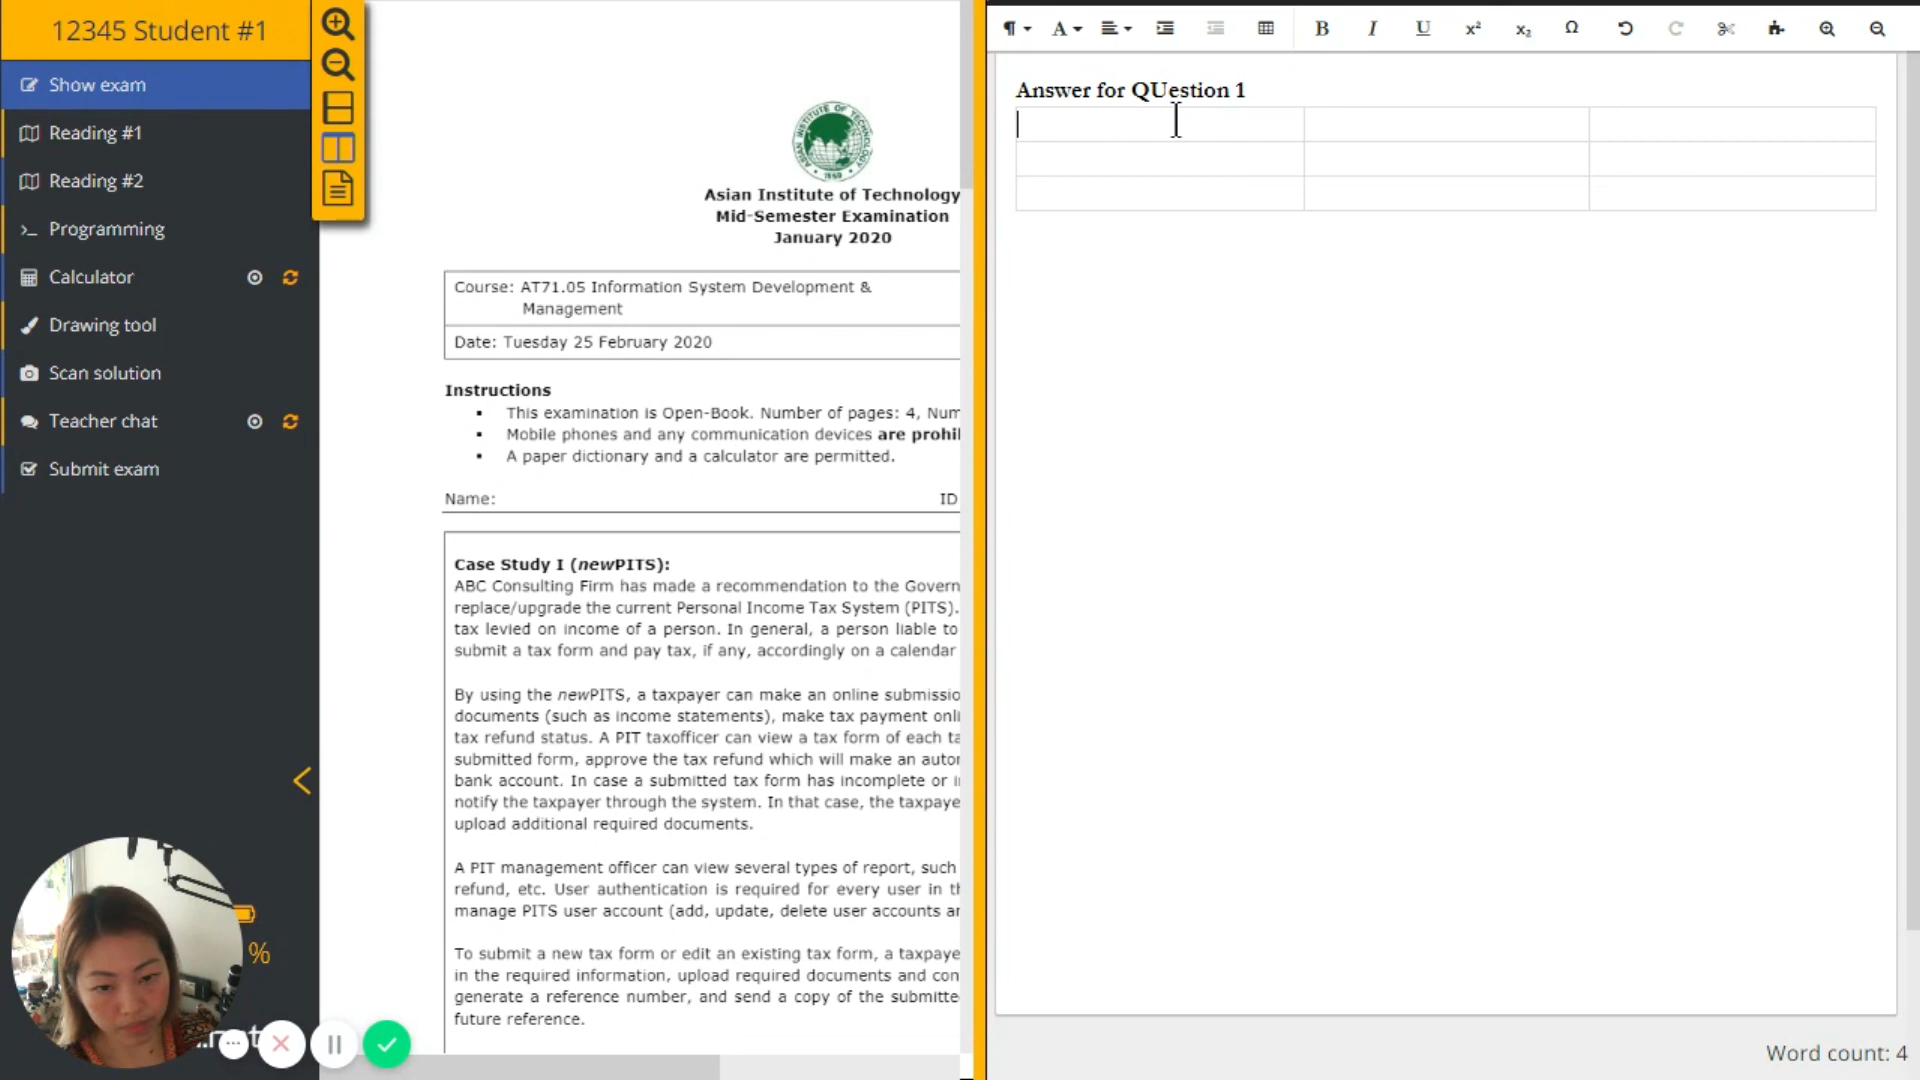 12345 Student #1
Show exam
Reading #1
Reading #2
Programming
Calculator
Drawing tool
Scan solution
Teacher chat
Submit exam
%
ASIAN INSTITUTE OF TECHNOLOGY
Asian Institute of Technology
Mid-Semester Examination
January 2020
Course: AT71.05 Information System Development &
Management
Date: Tuesday 25 February 2020
Instructions
▪ This examination is Open-Book. Number of pages: 4, Num
▪ Mobile phones and any communication devices are prohi
▪ A paper dictionary and a calculator are permitted.
Name: ID
Case Study I (newPITS):
ABC Consulting Firm has made a recommendation to the Govern
replace/upgrade the current Personal Income Tax System (PITS).
tax levied on income of a person. In general, a person liable to
submit a tax form and pay tax, if any, accordingly on a calendar
By using the newPITS, a taxpayer can make an online submissio
documents (such as income statements), make tax payment onli
tax refund status. A PIT taxofficer can view a tax form of each ta
submitted form, approve the tax refund which will make an autor
bank account. In case a submitted tax form has incomplete or i
notify the taxpayer through the system. In that case, the taxpaye
upload additional required documents.
A PIT management officer can view several types of report, such
refund, etc. User authentication is required for every user in th
manage PITS user account (add, update, delete user accounts ar
To submit a new tax form or edit an existing tax form, a taxpaye
in the required information, upload required documents and con
generate a reference number, and send a copy of the submitte
future reference.
¶ A B I U x² x₂ Ω
Answer for QUestion 1
Word count: 4